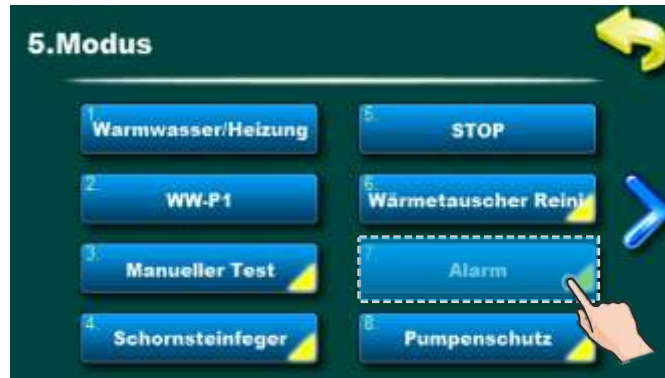 5.Modus
1.
Warmwasser/Heizung
2.
WW-P1
3.
Manueller Test
4.
Schornsteinfeger
5.
STOP
6.
Wärmetauscher Reini
7.
Alarm
8.
Pumpenschutz